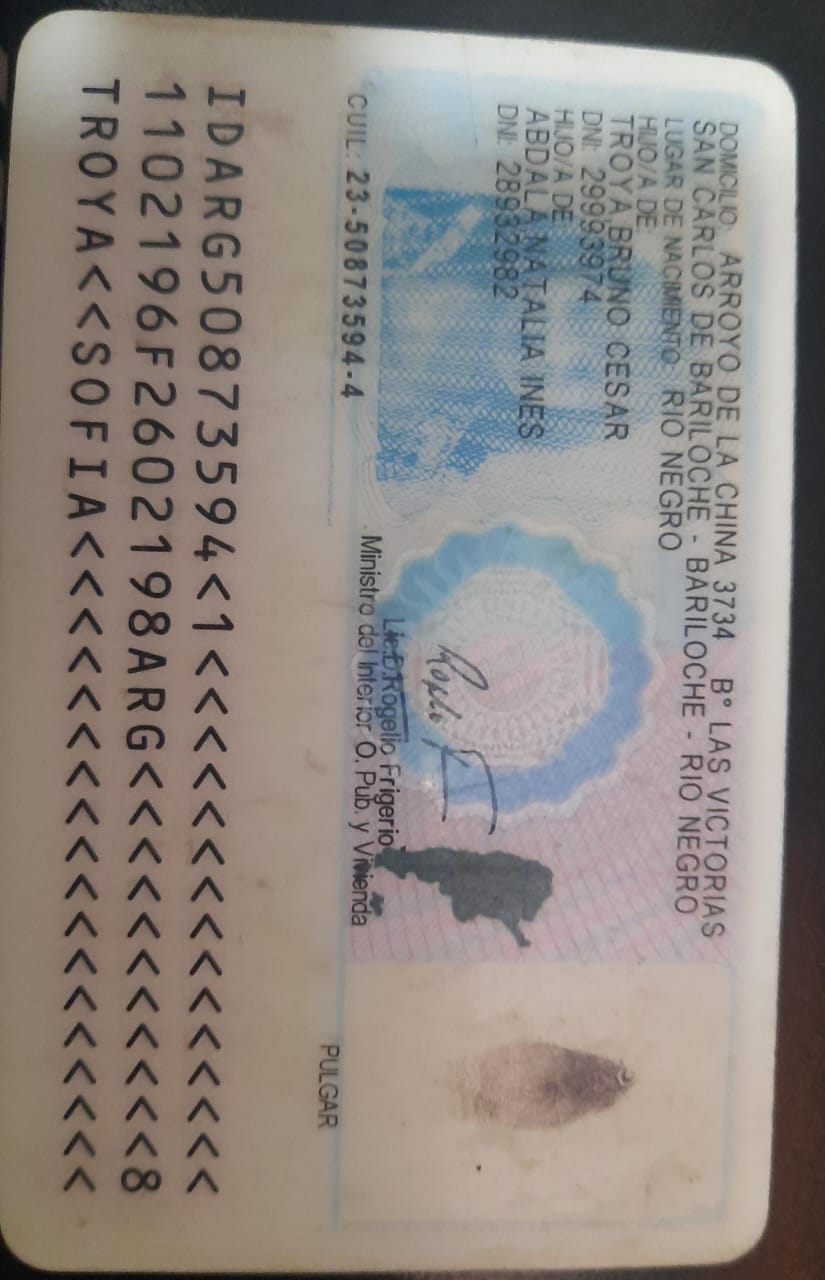 DOMICILIO: ARROYO DE LA CHINA 3734 B° LAS VICTORIAS
SAN CARLOS DE BARILOCHE - BARILOCHE - RIO NEGRO
LUGAR DE NACIMIENTO: RIO NEGRO
HIJO/A DE:
TROYA BRUNO CESAR
DNI: 29993974
HIJO/A DE:
ABDALA NATALIA INES
DNI: 28932982
CUIL: 23-50873594-4
Lic. D. Rogelio Frigerio
Ministro del Interior, O. Pub. y Vivienda
PULGAR
IDARG50873594<1<<<<<<<<<<<<<<<
1102196F2602198ARG<<<<<<<<<<<8
TROYA<<SOFIA<<<<<<<<<<<<<<<<<<